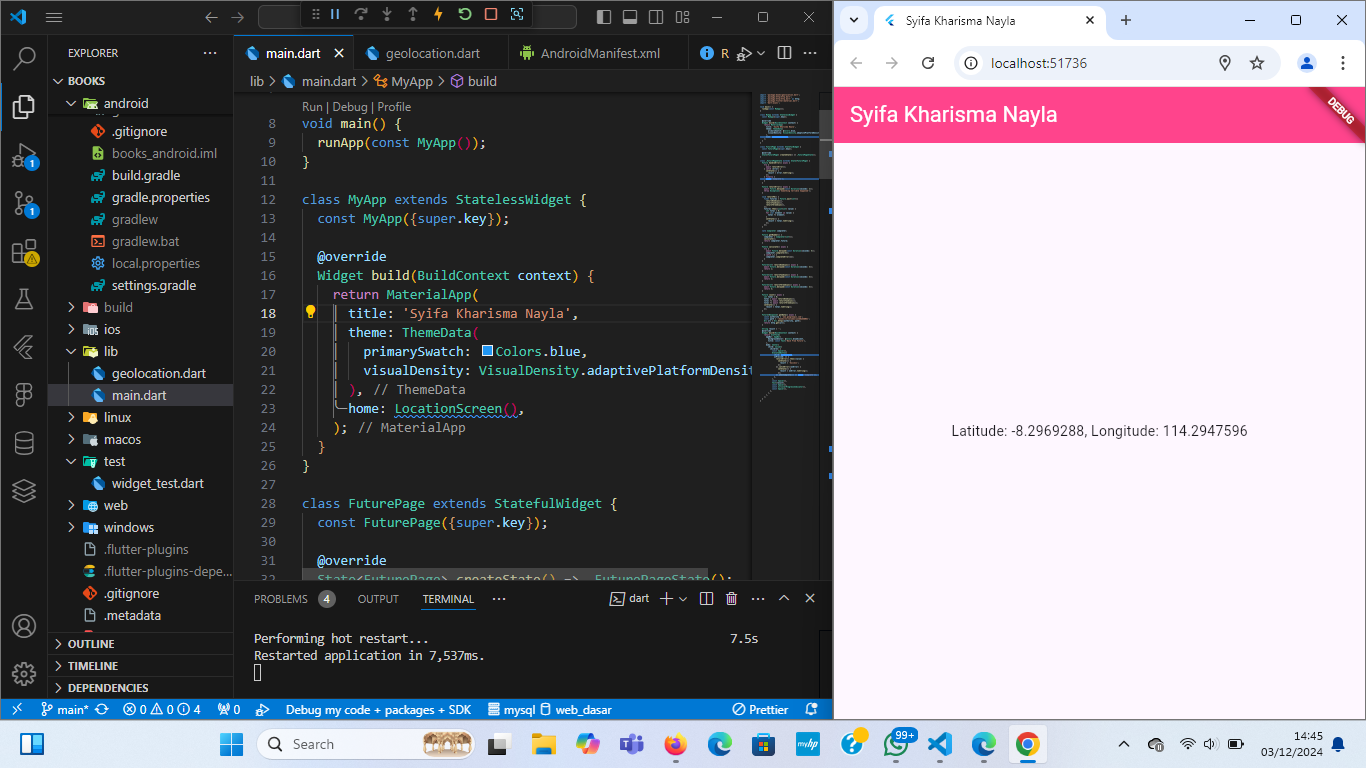 EXPLORER
BOOKS
android
.gitignore
books_android.iml
build.gradle
gradle.properties
gradlew
gradlew.bat
local.properties
settings.gradle
build
ios
lib
geolocation.dart
main.dart
linux
macos
test
widget_test.dart
web
windows
.flutter-plugins
.flutter-plugins-depe...
.gitignore
.metadata
OUTLINE
TIMELINE
DEPENDENCIES
1
1
main.dart
geolocation.dart
AndroidManifest.xml
R
lib > main.dart > MyApp > build
Run | Debug | Profile
8 void main() {
9 runApp(const MyApp());
10 }
11
12 class MyApp extends StatelessWidget {
13 const MyApp({super.key});
14
15 @override
16 Widget build(BuildContext context) {
17 return MaterialApp(
18 title: 'Syifa Kharisma Nayla',
19 theme: ThemeData(
20 primarySwatch: Colors.blue,
21 visualDensity: VisualDensity.adaptivePlatformDensit
22 ), // ThemeData
23 home: LocationScreen(),
24 ); // MaterialApp
25 }
26 }
27
28 class FuturePage extends StatefulWidget {
29 const FuturePage({super.key});
30
31 @override
32 State<FuturePage> createState() => _FuturePageState();
PROBLEMS 4 OUTPUT TERMINAL ... dart
Performing hot restart... 7.5s
Restarted application in 7,537ms.
main* 0 0 4 0 Debug my code + packages + SDK mysql web_dasar Prettier
Syifa Kharisma Nayla
localhost:51736
Syifa Kharisma Nayla
DEBUG
Latitude: -8.2969288, Longitude: 114.2947596
Search
myhp
99+
14:45
03/12/2024